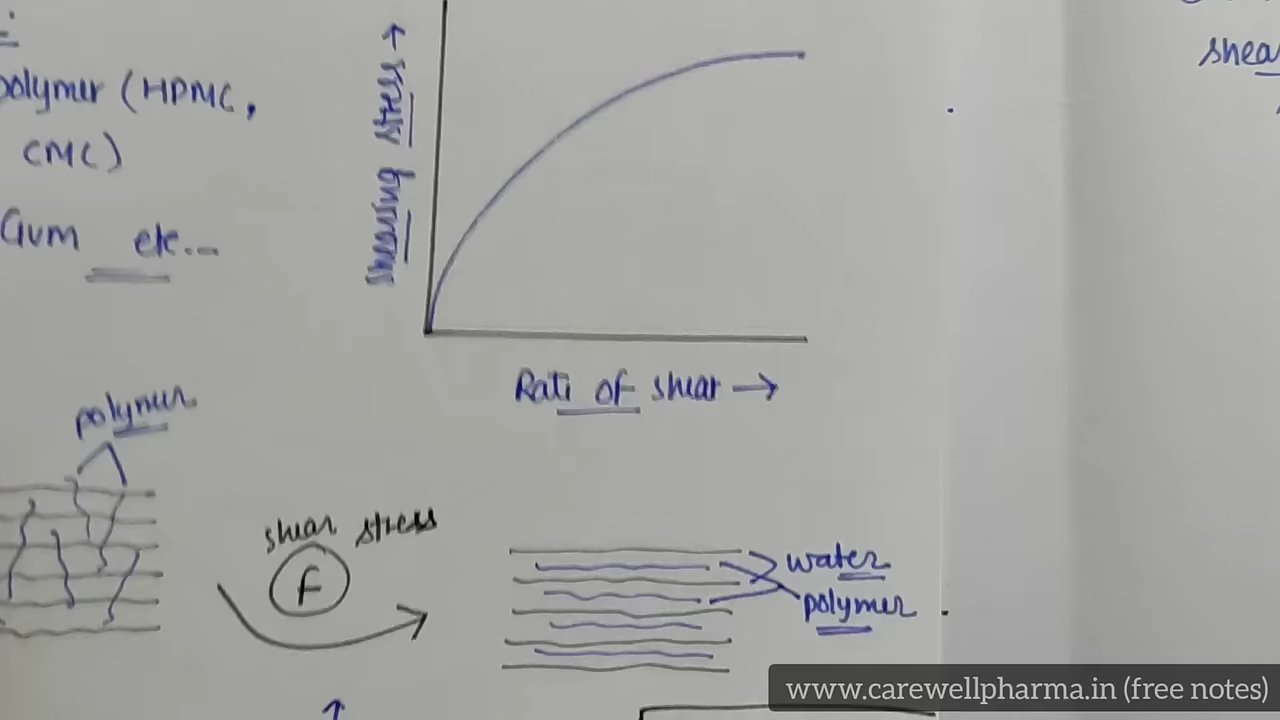 polymer (HPMC,
CMC)
Gum etc...
shearing stress →
Rate of shear →
shea
polymer
shear stress
F
water
polymer
www.carewellpharma.in (free notes)